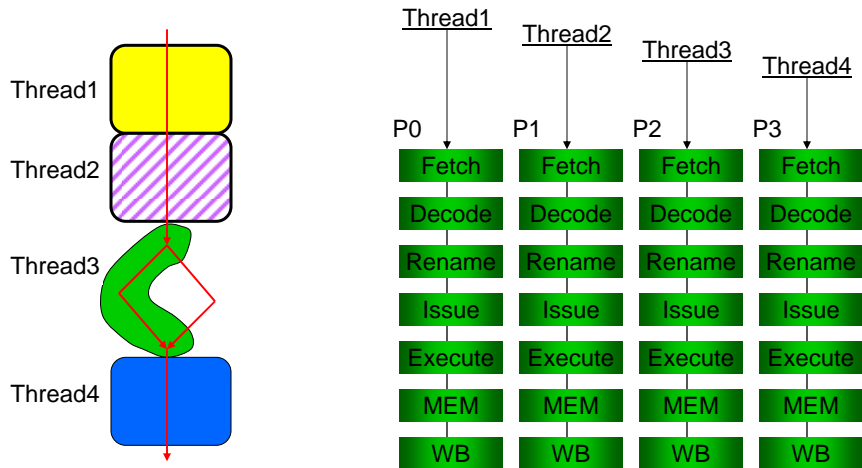 Thread1
Thread2
Thread3
Thread4
Thread1
Thread2
Thread3
Thread4
P0 P1 P2 P3
Fetch Fetch Fetch Fetch
Decode Decode Decode Decode
Rename Rename Rename Rename
Issue Issue Issue Issue
Execute Execute Execute Execute
MEM MEM MEM MEM
WB WB WB WB